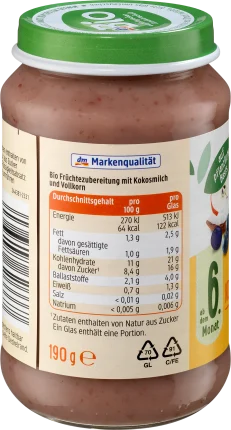 dm Markenqualität
Bio Früchtezubereitung mit Kokosmilch
und Vollkorn
Durchschnittsgehalt pro 100 g pro Glas
Energie 270 kJ 513 kJ
64 kcal 122 kcal
Fett 1,3 g 2,5 g
davon gesättigte
Fettsäuren 1,0 g 1,9 g
Kohlenhydrate 11 g 21 g
davon Zucker¹ 8,4 g 16 g
Ballaststoffe 2,1 g 4,0 g
Eiweiß 0,7 g 1,3 g
Salz < 0,01 g 0,02 g
Natrium < 0,005 g 0,006 g
¹Zutaten enthalten von Natur aus Zucker
Ein Glas enthält eine Portion.
190 g e
70
GL
81
C/FE
6.
ab dem
Monat